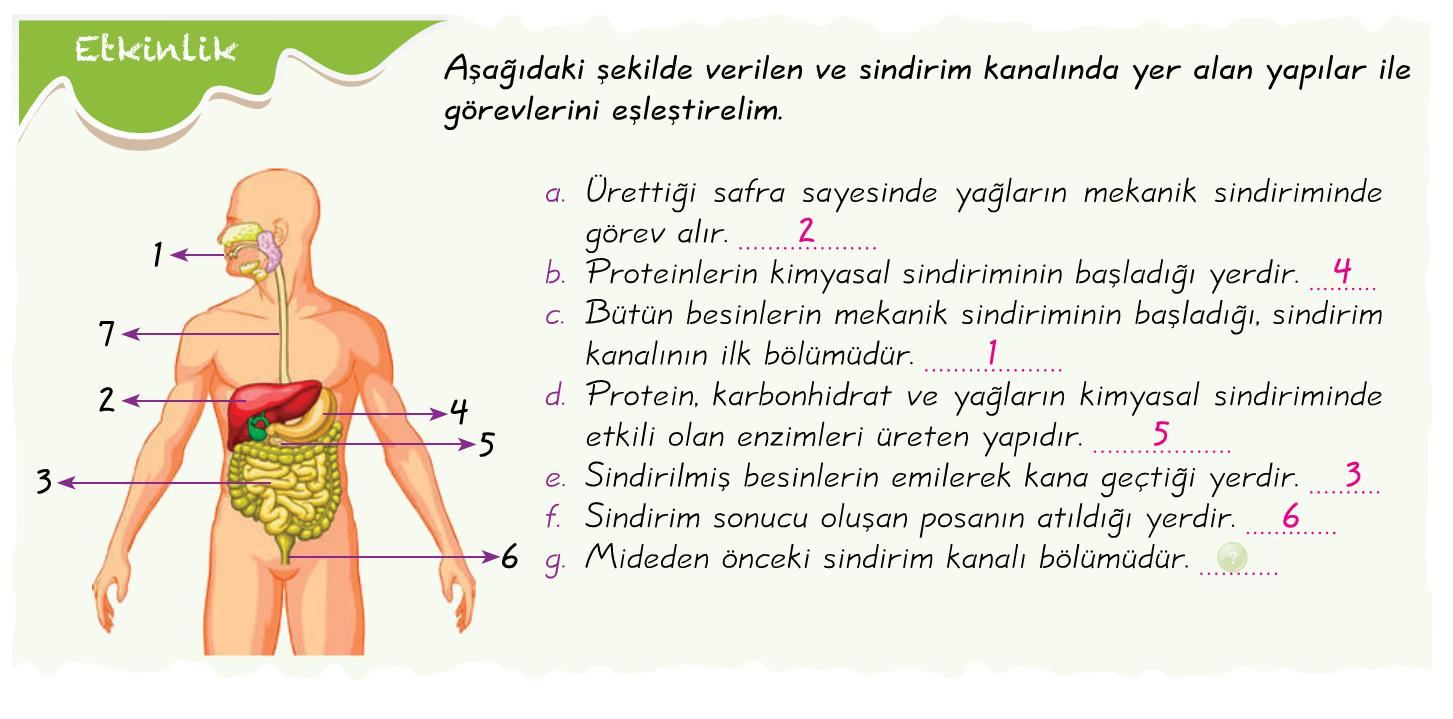 Etkinlik
Aşağıdaki şekilde verilen ve sindirim kanalında yer alan yapılar ile
görevlerini eşleştirelim.
1
7
2
3
4
5
6
a. Ürettiği safra sayesinde yağların mekanik sindiriminde
görev alır. 2
b. Proteinlerin kimyasal sindiriminin başladığı yerdir. 4
c. Bütün besinlerin mekanik sindiriminin başladığı, sindirim
kanalının ilk bölümüdür. 1
d. Protein, karbonhidrat ve yağların kimyasal sindiriminde
etkili olan enzimleri üreten yapıdır. 5
e. Sindirilmiş besinlerin emilerek kana geçtiği yerdir. 3
f. Sindirim sonucu oluşan posanın atıldığı yerdir. 6
g. Mideden önceki sindirim kanalı bölümüdür. ?